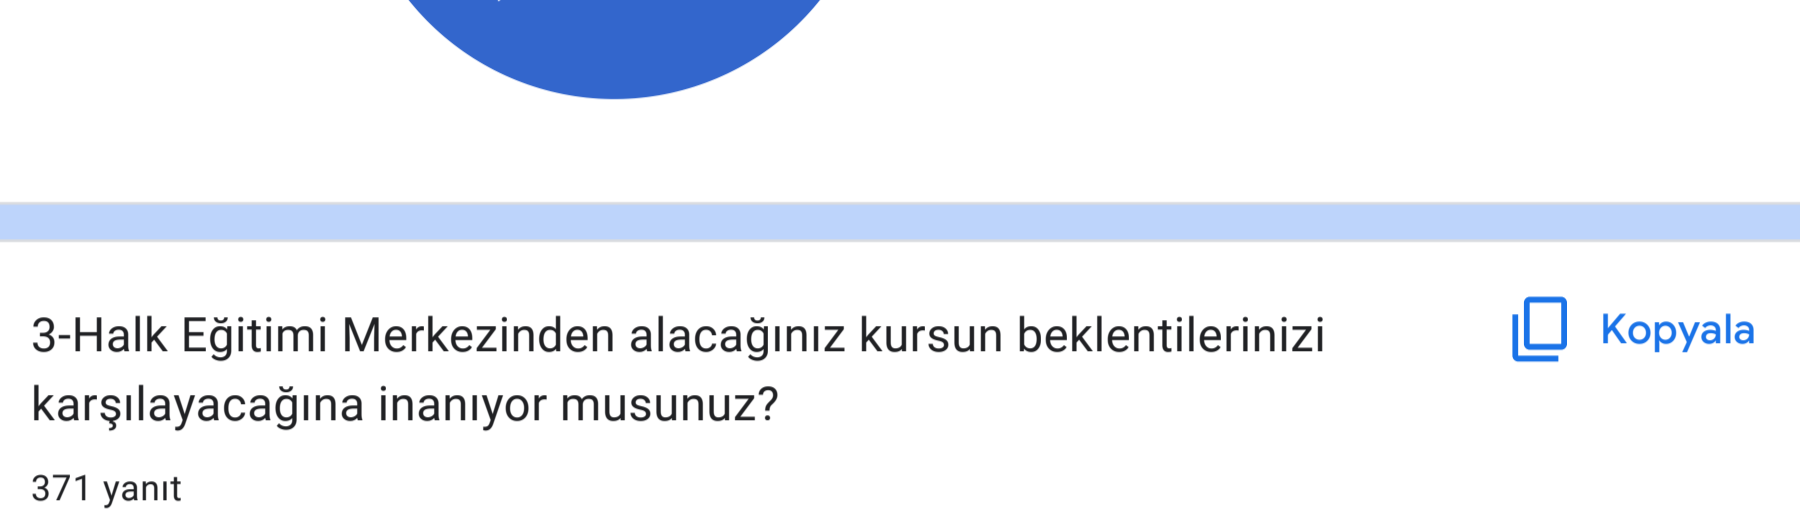 3-Halk Eğitimi Merkezinden alacağınız kursun beklentilerinizi
karşılayacağına inanıyor musunuz?
Kopyala
371 yanıt